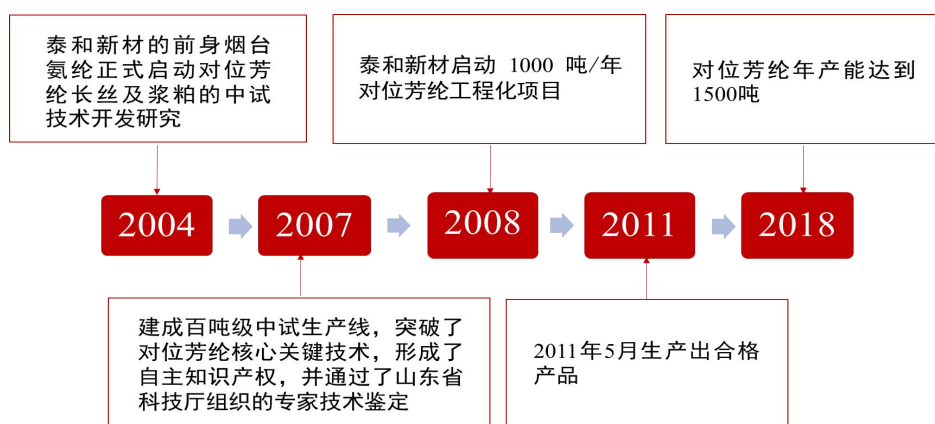 泰和新材的前身烟台
氨纶正式启动对位芳
纶长丝及浆粕的中试
技术开发研究
泰和新材启动 1000 吨/年
对位芳纶工程化项目
对位芳纶年产能达到
1500吨
2004
2007
2008
2011
2018
建成百吨级中试生产线，突破了
对位芳纶核心关键技术，形成了
自主知识产权，并通过了山东省
科技厅组织的专家技术鉴定
2011年5月生产出合格
产品